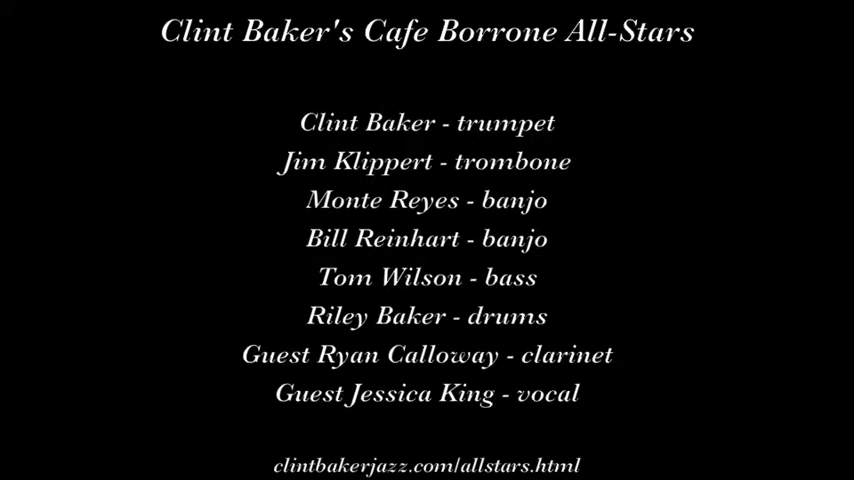 Clint Baker's Cafe Borrone All-Stars
Clint Baker - trumpet
Jim Klippert - trombone
Monte Reyes - banjo
Bill Reinhart - banjo
Tom Wilson - bass
Riley Baker - drums
Guest Ryan Calloway - clarinet
Guest Jessica King - vocal
clintbakerjazz.com/allstars.html